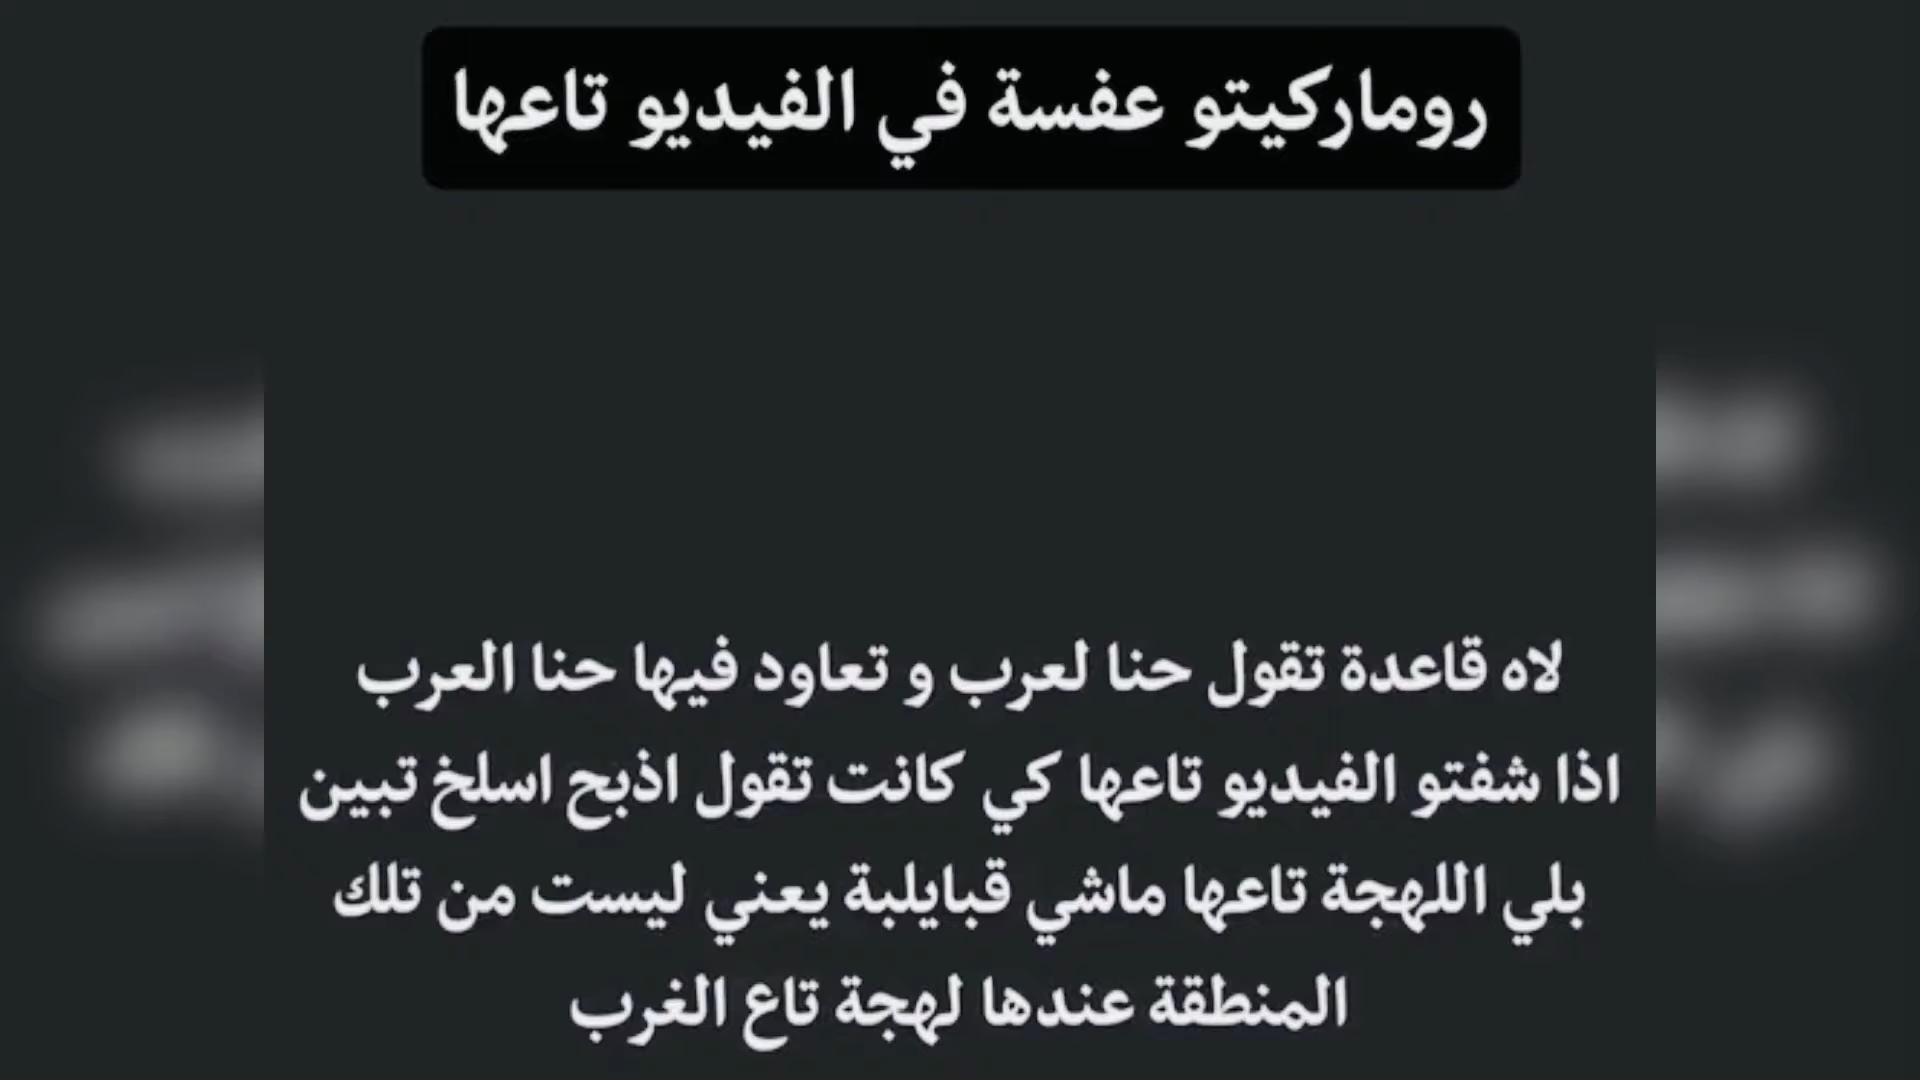 روماركيتو عفسة في الفيديو تاعها
لاه قاعدة تقول حنا لعرب و تعاود فيها حنا العرب
اذا شفتو الفيديو تاعها كي كانت تقول اذبح اسلخ تبين
بلي اللهجة تاعها ماشي قبايلبة يعني ليست من تلك
المنطقة عندها لهجة تاع الغرب